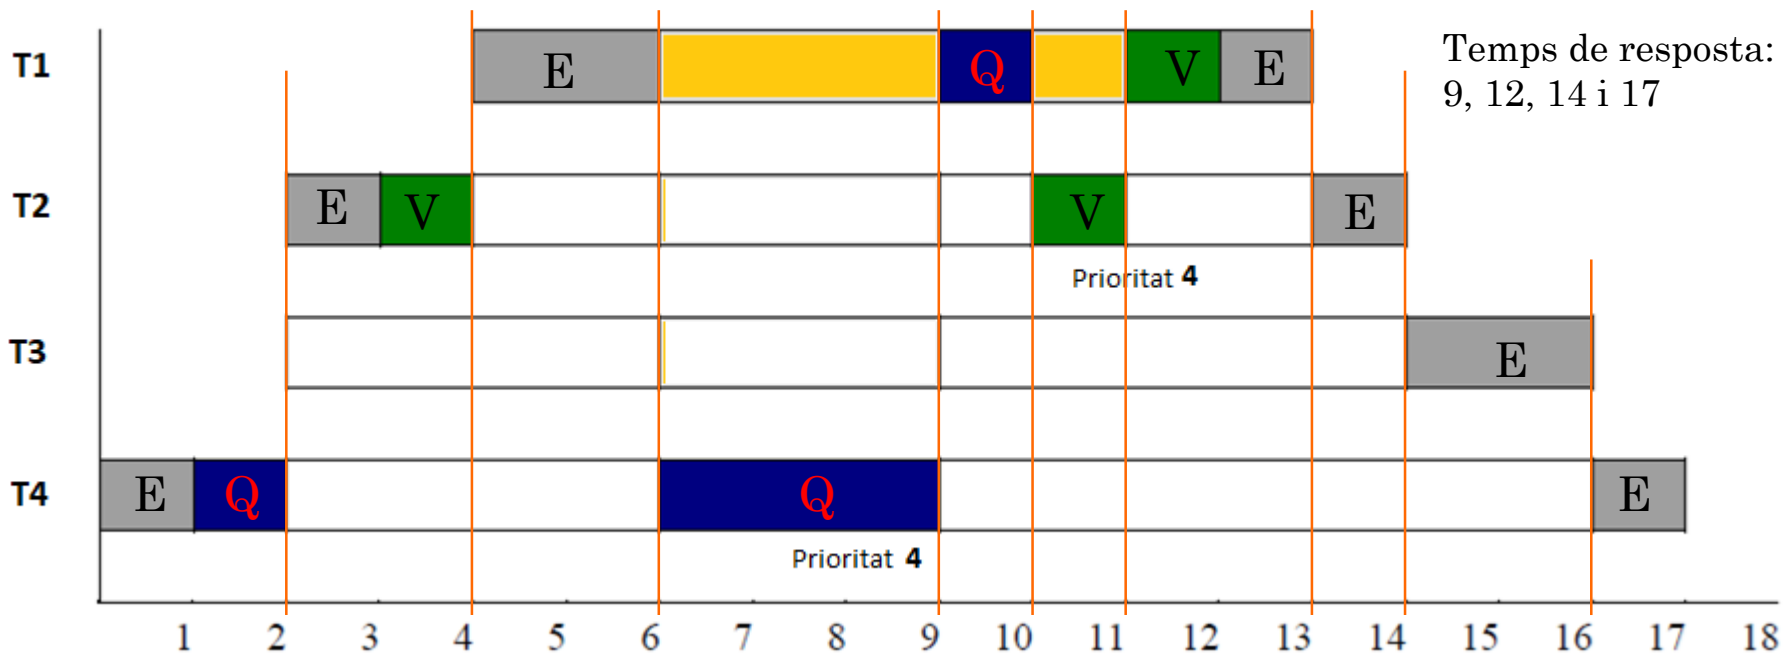 T1 E Q V E
Temps de resposta:
9, 12, 14 i 17
T2 E V V E
Prioritat 4
T3 E
T4 E Q Q E
Prioritat 4
1 2 3 4 5 6 7 8 9 10 11 12 13 14 15 16 17 18